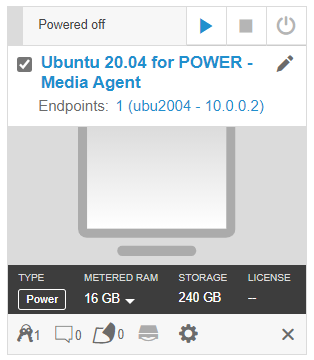 Powered off
Ubuntu 20.04 for POWER -
Media Agent
Endpoints: 1 (ubu2004 - 10.0.0.2)
TYPE METERED RAM STORAGE LICENSE
Power 16 GB 240 GB --
1 0 0